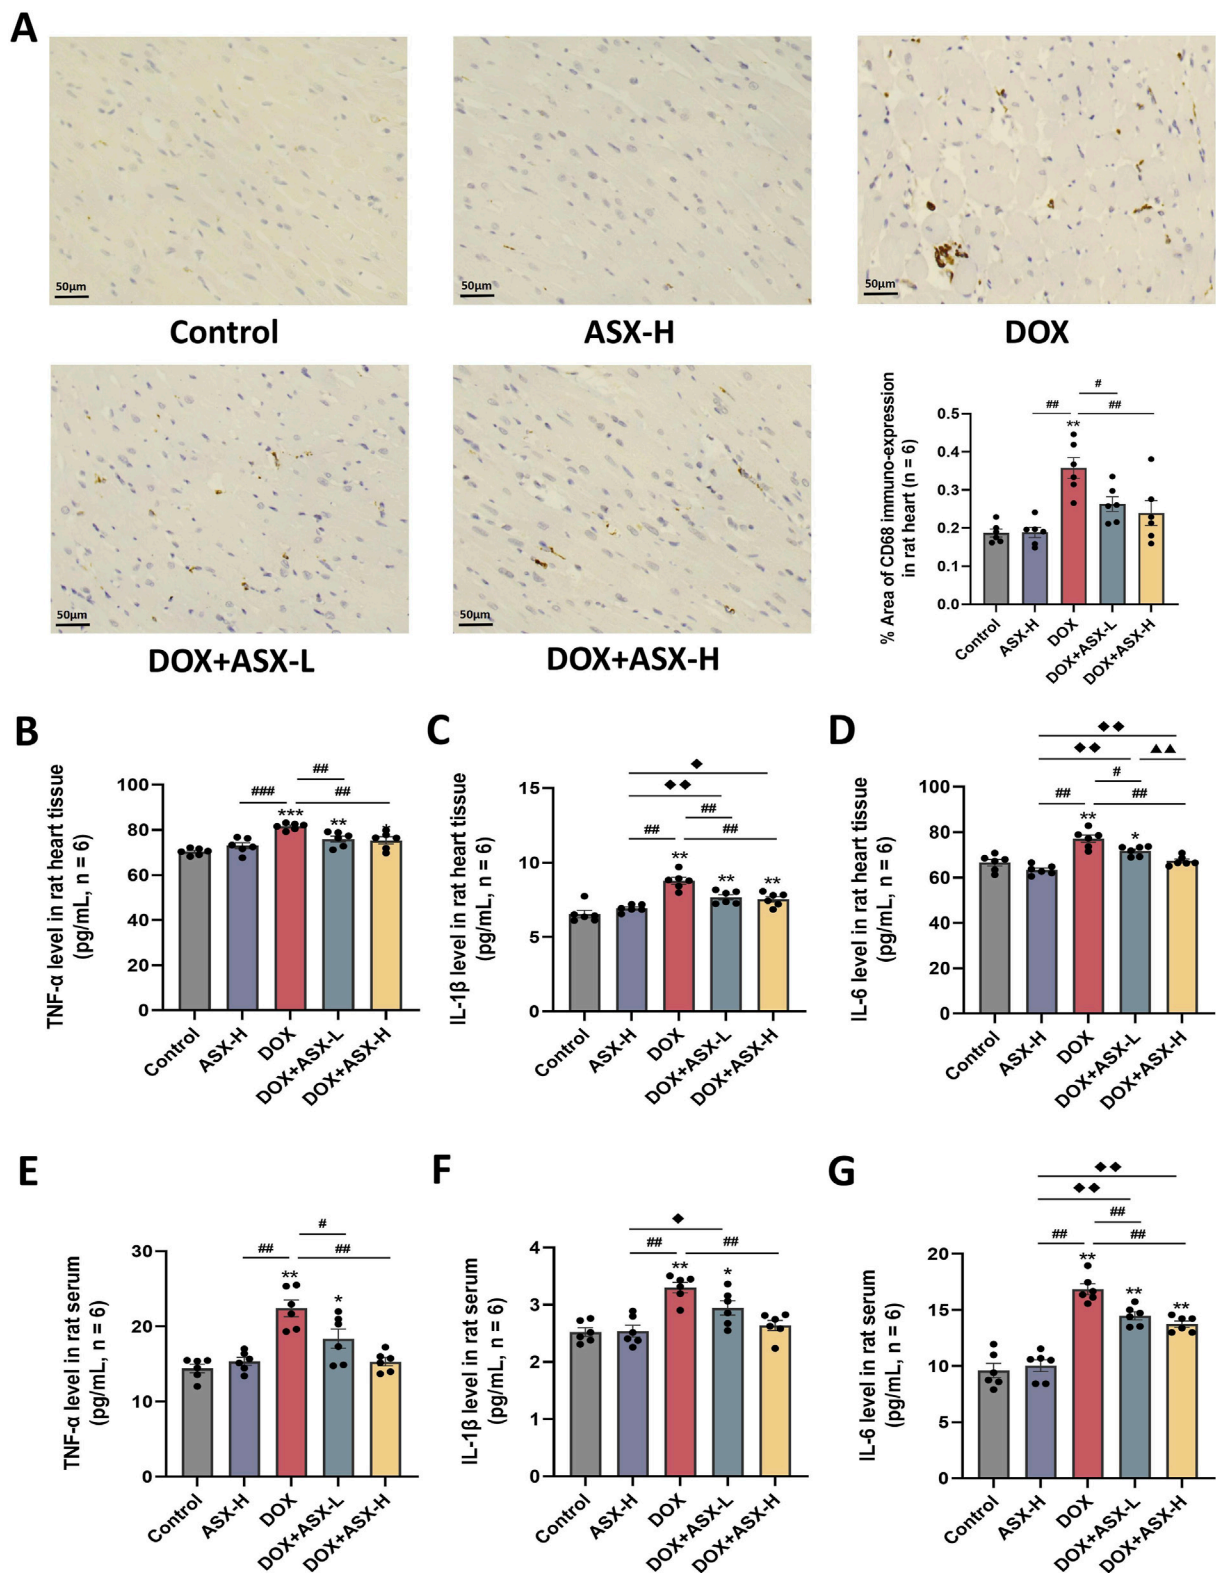 A
50μm
50μm
50μm
Control
ASX-H
DOX
50μm
50μm
DOX+ASX-L
DOX+ASX-H
% Area of CD68 immuno-expression
in rat heart (n = 6)
#
##
##
**
0.5
0.4
0.3
0.2
0.1
0.0
Control
ASX-H
DOX
DOX+ASX-L
DOX+ASX-H
B
TNF-α level in rat heart tissue
(pg/mL, n = 6)
##
###
##
***
**
*
100
80
60
40
20
0
Control
ASX-H
DOX
DOX+ASX-L
DOX+ASX-H
C
IL-1β level in rat heart tissue
(pg/mL, n = 6)
◆
◆◆
##
##
##
**
**
**
15
10
5
0
Control
ASX-H
DOX
DOX+ASX-L
DOX+ASX-H
D
IL-6 level in rat heart tissue
(pg/mL, n = 6)
◆◆
◆◆
▲▲
#
##
##
**
*
100
80
60
40
20
0
Control
ASX-H
DOX
DOX+ASX-L
DOX+ASX-H
E
TNF-α level in rat serum
(pg/mL, n = 6)
#
##
##
**
*
30
20
10
0
Control
ASX-H
DOX
DOX+ASX-L
DOX+ASX-H
F
IL-1β level in rat serum
(pg/mL, n = 6)
◆
##
##
**
*
4
3
2
1
0
Control
ASX-H
DOX
DOX+ASX-L
DOX+ASX-H
G
IL-6 level in rat serum
(pg/mL, n = 6)
◆◆
◆◆
##
##
##
**
**
**
20
15
10
5
0
Control
ASX-H
DOX
DOX+ASX-L
DOX+ASX-H